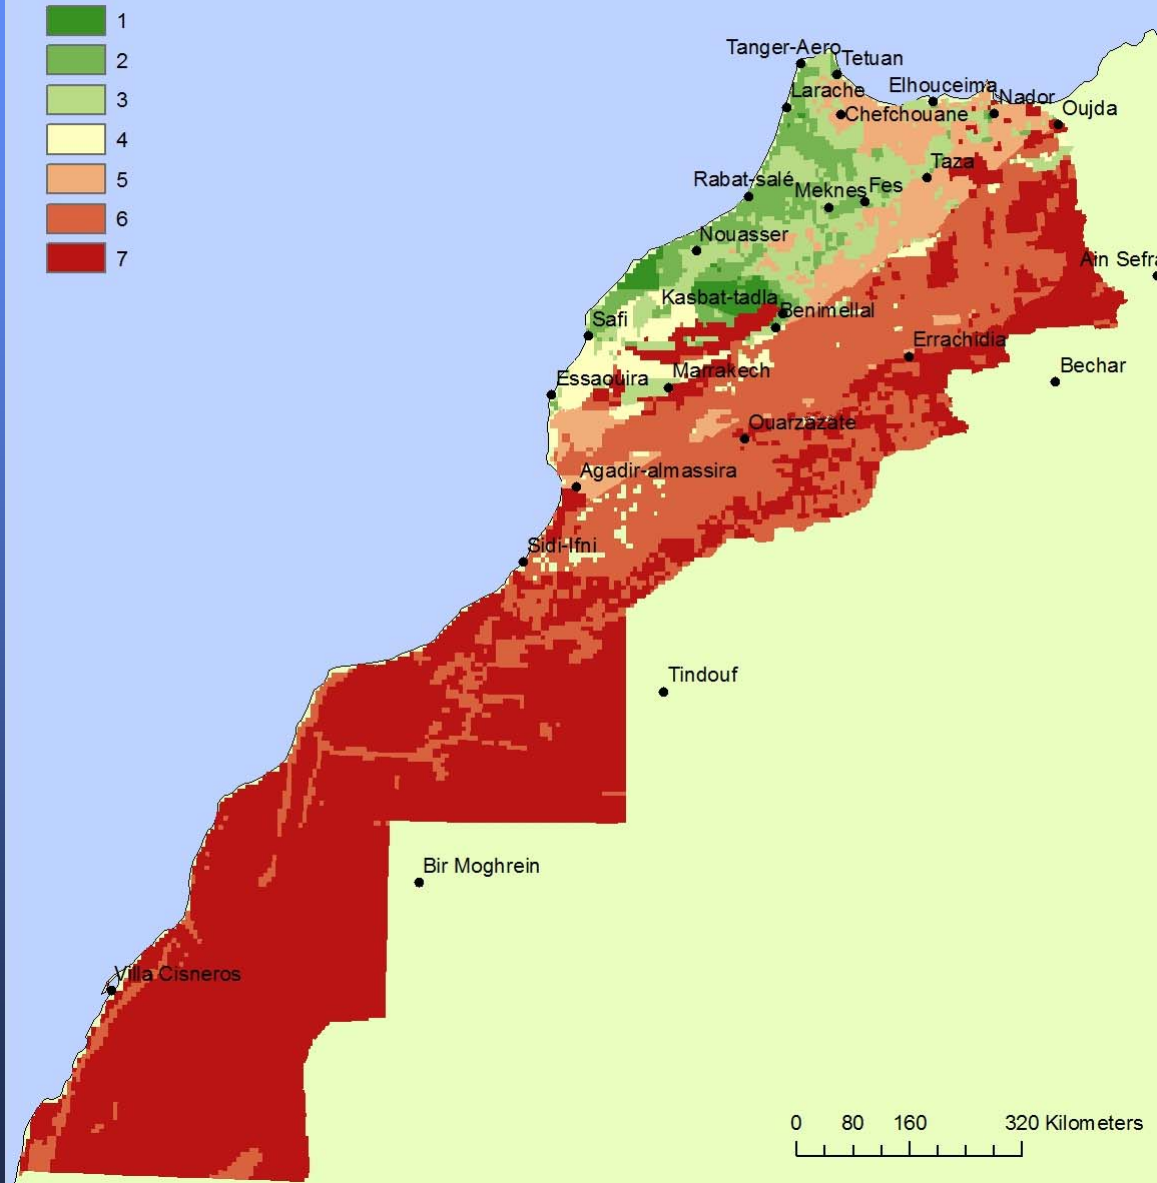 1
2
3
4
5
6
7
Tanger-Aero
Tetuan
Larache
Elhouceima
Nador
Chefchouane
Oujda
Taza
Rabat-salé
Meknes
Fes
Nouasser
Ain Sefra
Kasbat-tadla
Benimellal
Safi
Errachidia
Bechar
Marrakech
Essaouira
Ouarzazate
Agadir-almassira
Sidi-Ifni
Tindouf
Bir Moghrein
Villa Cisneros
0 80 160 320 Kilometers